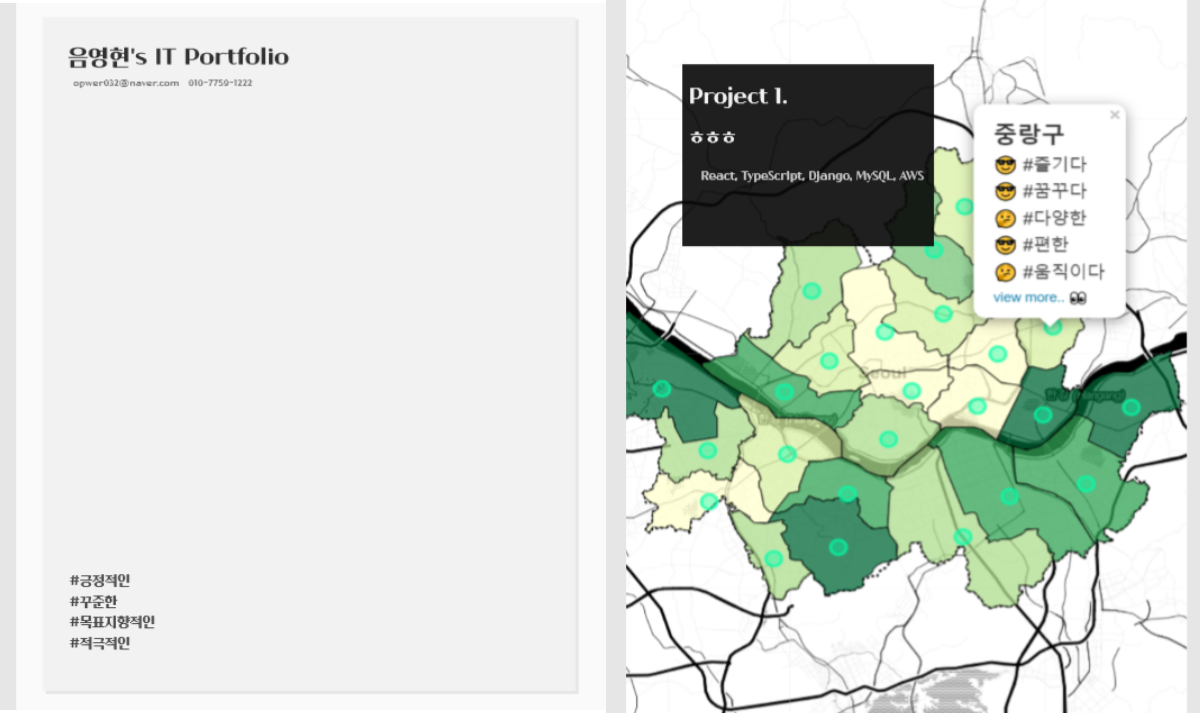 음영현's IT Portfolio
opwer032@naver.com 010-7759-1222
#긍정적인
#꾸준한
#목표지향적인
#적극적인
Project 1.
ㅎㅎㅎ
React, TypeScript, Django, MySQL, AWS
×
중랑구
😎 #즐기다
😎 #꿈꾸다
🤔 #다양한
😎 #편한
🤔 #움직이다
view more.. 👀
Seoul